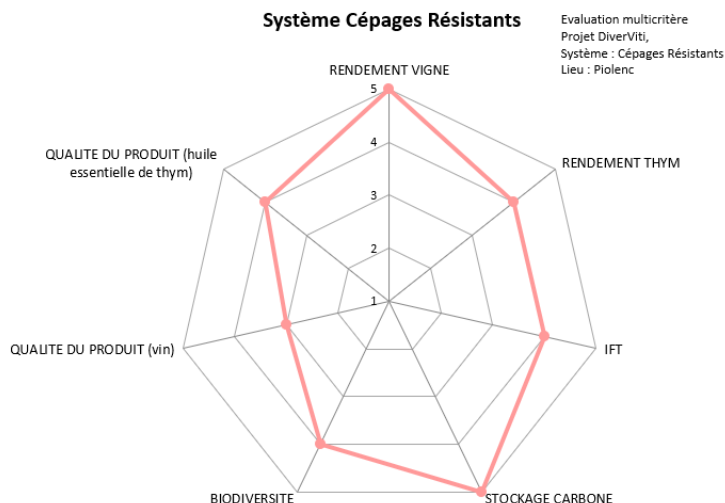 Système Cépages Résistants
Evaluation multicritère
Projet DiverViti,
Système : Cépages Résistants
Lieu : Piolenc
RENDEMENT VIGNE
5
QUALITE DU PRODUIT (huile
essentielle de thym)
RENDEMENT THYM
4
3
2
1
QUALITE DU PRODUIT (vin)
IFT
BIODIVERSITE
STOCKAGE CARBONE